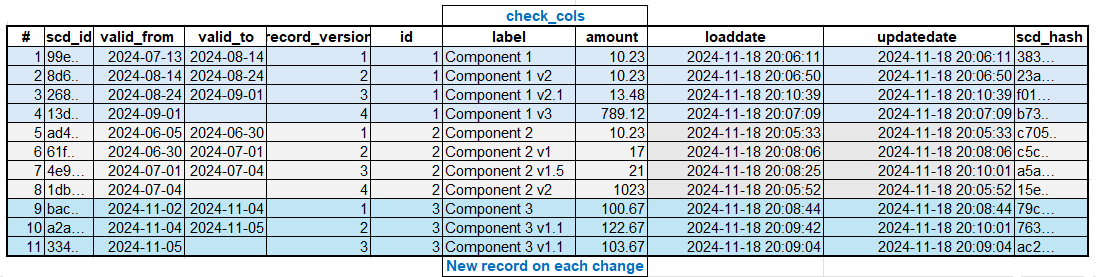 check_cols
# scd_id valid_from valid_to record_version id label amount loaddate updatedate scd_hash
1 99e... 2024-07-13 2024-08-14 1 1 Component 1 10.23 2024-11-18 20:06:11 2024-11-18 20:06:11 383...
2 8d6.. 2024-08-14 2024-08-24 2 1 Component 1 v2 10.23 2024-11-18 20:06:50 2024-11-18 20:06:50 23a...
3 268.. 2024-08-24 2024-09-01 3 1 Component 1 v2.1 13.48 2024-11-18 20:10:39 2024-11-18 20:10:39 f01...
4 13d.. 2024-09-01 4 1 Component 1 v3 789.12 2024-11-18 20:07:09 2024-11-18 20:07:09 b73..
5 ad4.. 2024-06-05 2024-06-30 1 2 Component 2 10.23 2024-11-18 20:05:33 2024-11-18 20:05:33 c705..
6 61f.. 2024-06-30 2024-07-01 2 2 Component 2 v1 17 2024-11-18 20:08:06 2024-11-18 20:08:06 c5c..
7 4e9... 2024-07-01 2024-07-04 3 2 Component 2 v1.5 21 2024-11-18 20:08:25 2024-11-18 20:10:01 a5a...
8 1db... 2024-07-04 4 2 Component 2 v2 1023 2024-11-18 20:05:52 2024-11-18 20:05:52 15e..
9 bac.. 2024-11-02 2024-11-04 1 3 Component 3 100.67 2024-11-18 20:08:44 2024-11-18 20:08:44 79c...
10 a2a... 2024-11-04 2024-11-05 2 3 Component 3 v1.1 122.67 2024-11-18 20:09:42 2024-11-18 20:10:01 763...
11 334.. 2024-11-05 3 3 Component 3 v1.1 103.67 2024-11-18 20:09:04 2024-11-18 20:09:04 ac2...
New record on each change